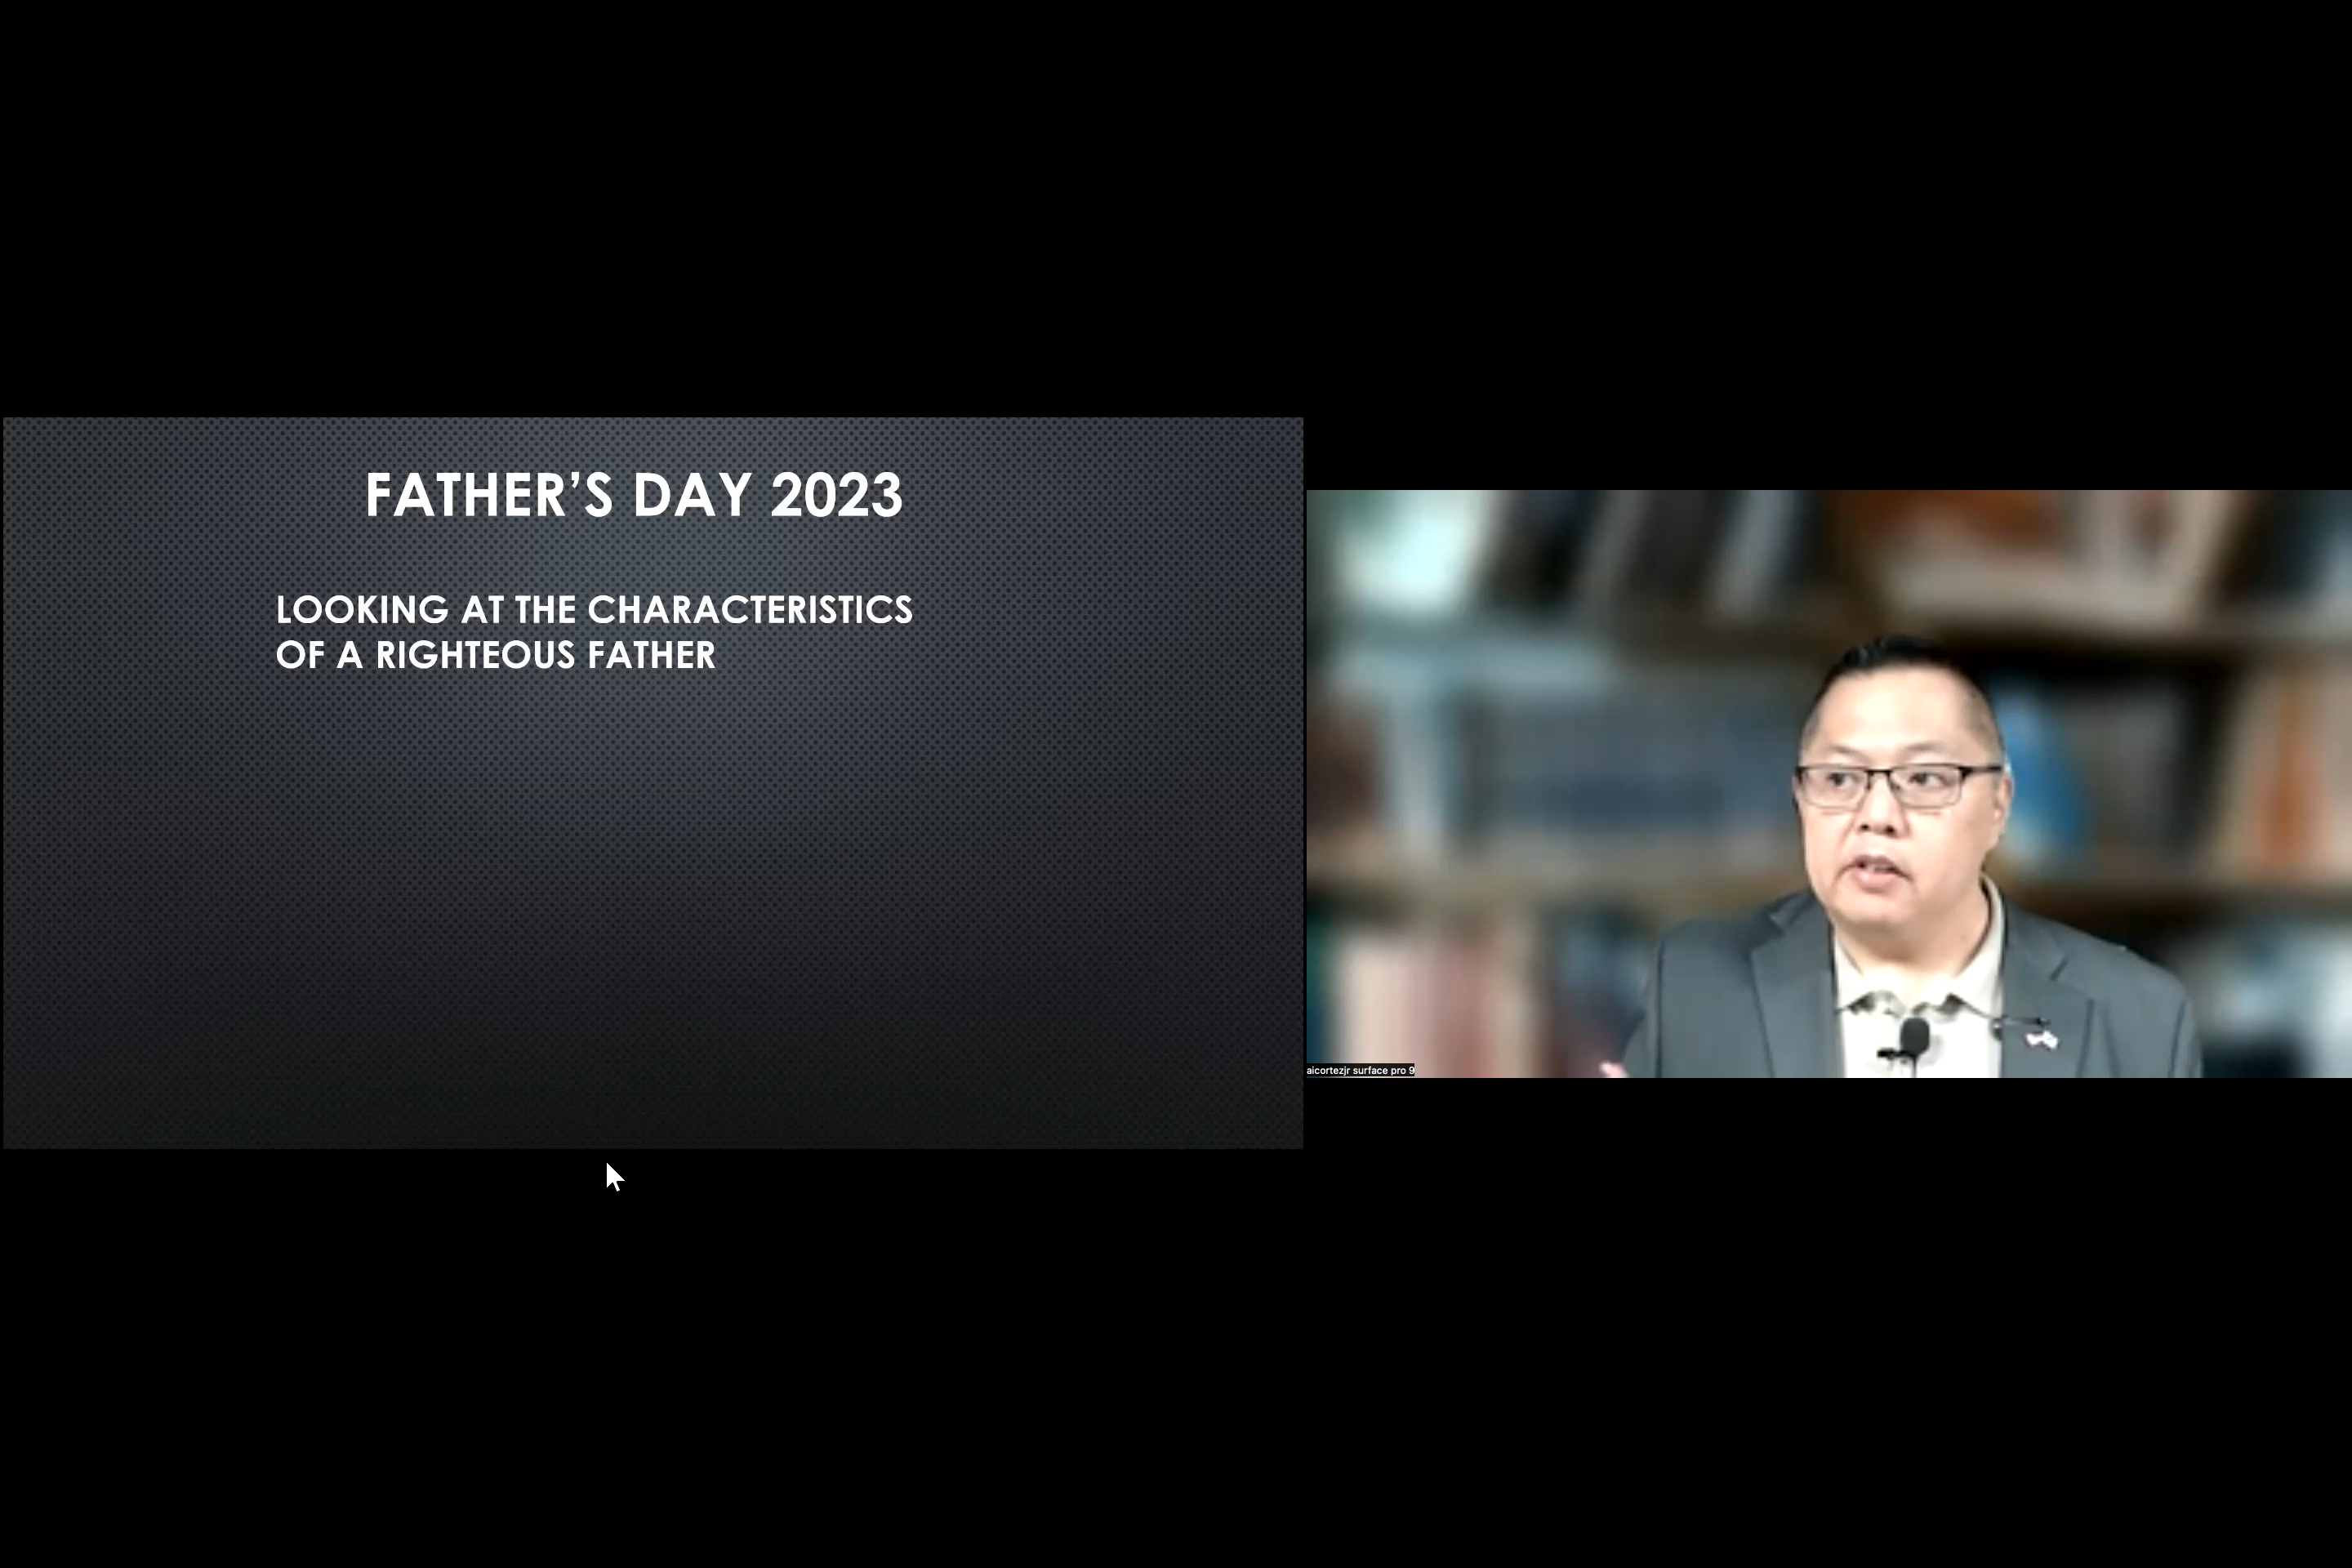 FATHER’S DAY 2023
LOOKING AT THE CHARACTERISTICS
OF A RIGHTEOUS FATHER
aicortezjr surface pro 9